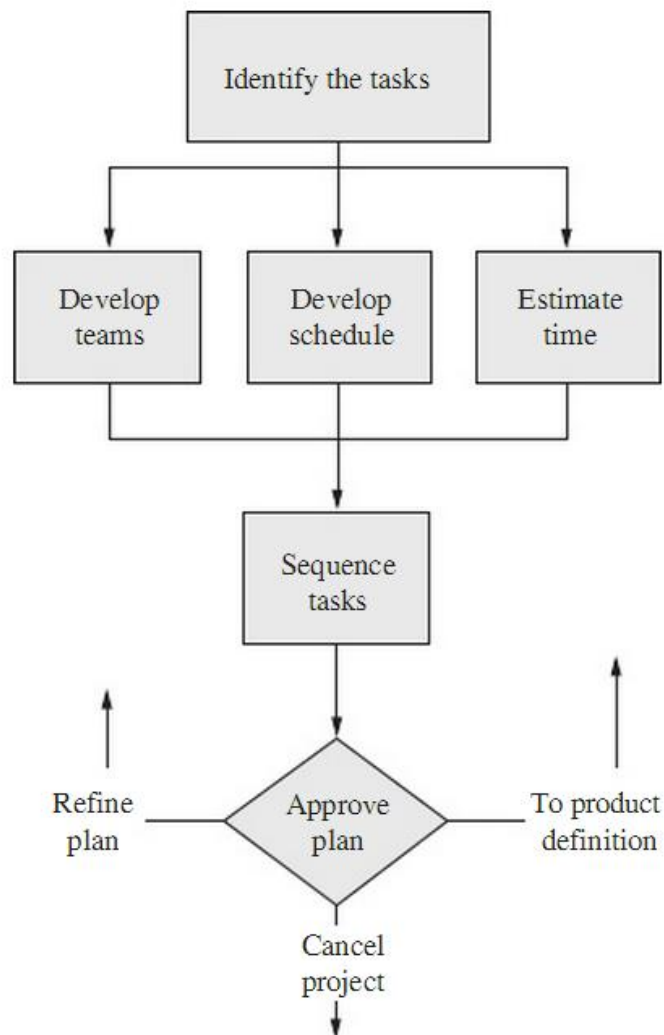 Identify the tasks
Develop
teams
Develop
schedule
Estimate
time
Sequence
tasks
Refine
plan
Approve
plan
To product
definition
Cancel
project